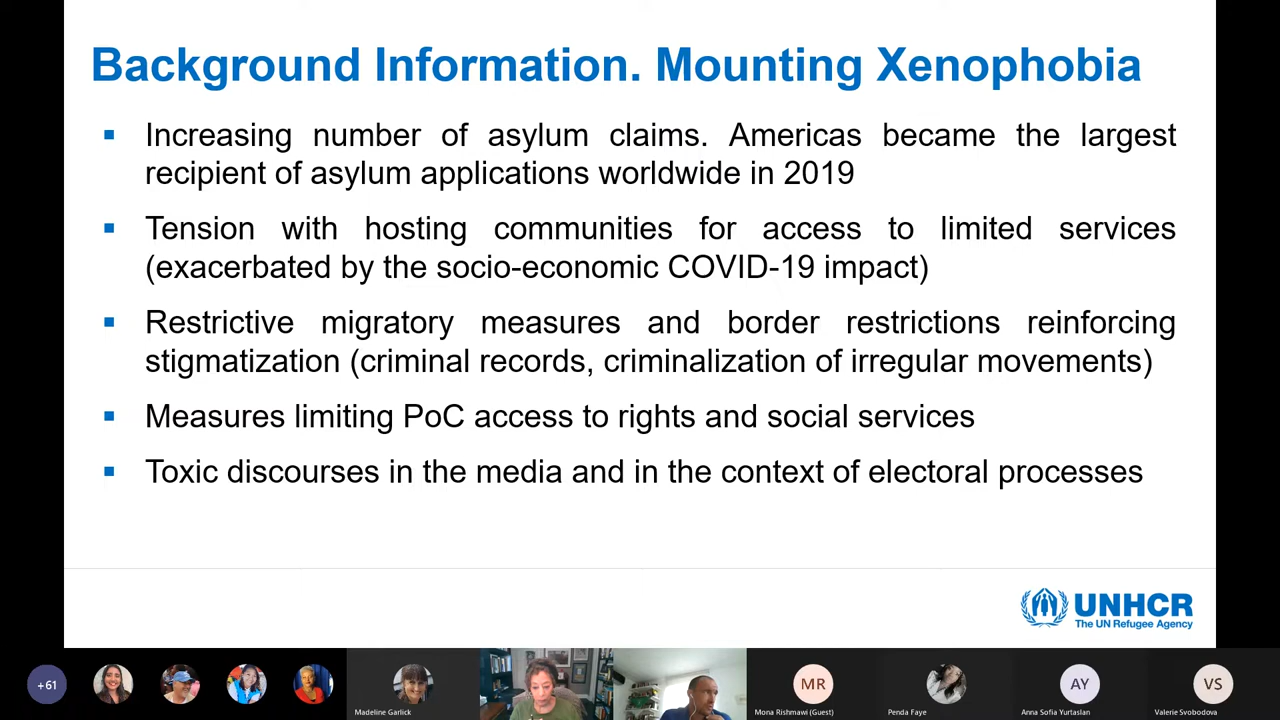 Background Information. Mounting Xenophobia
Increasing number of asylum claims. Americas became the largest
recipient of asylum applications worldwide in 2019
Tension with hosting communities for access to limited services
(exacerbated by the socio-economic COVID-19 impact)
Restrictive migratory measures and border restrictions reinforcing
stigmatization (criminal records, criminalization of irregular movements)
Measures limiting PoC access to rights and social services
Toxic discourses in the media and in the context of electoral processes
UNHCR
The UN Refugee Agency
+61
MR
AY
VS
Madeline Garlick
Mona Rishmawi (Guest)
Penda Faye
Anna Sofia Yurtaslan
Valerie Svobodova